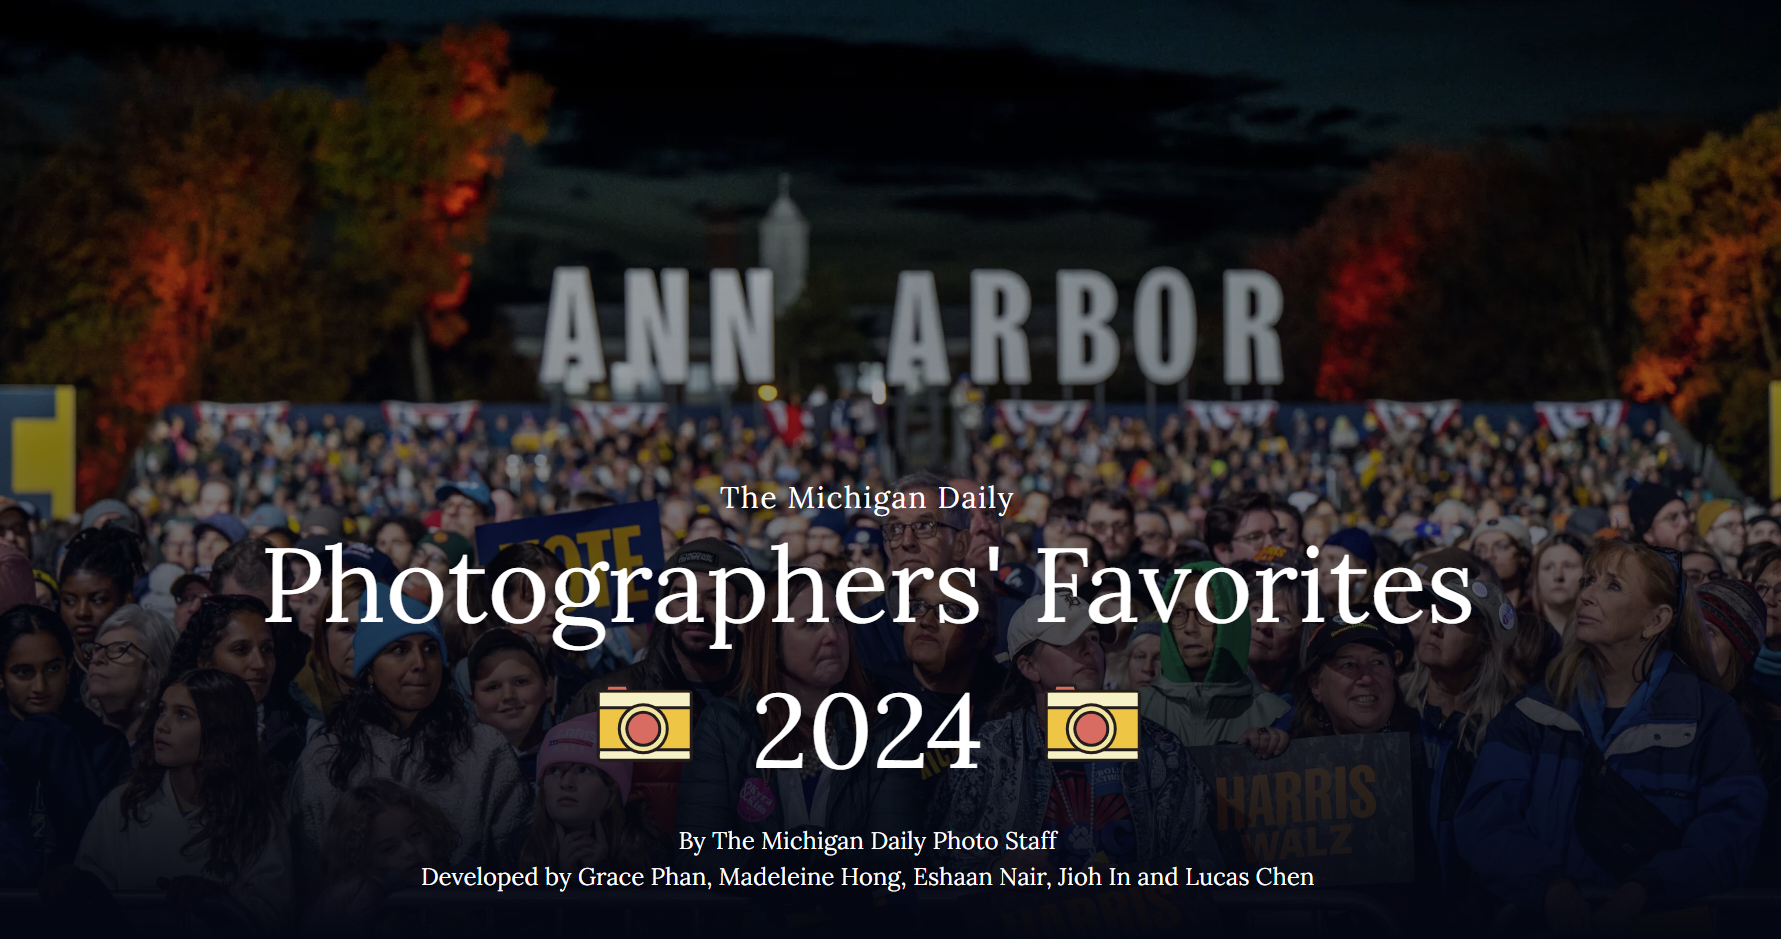 ANN ARBOR
The Michigan Daily
VOTE
Photographers' Favorites
2024
HARRIS
WALZ
By The Michigan Daily Photo Staff
Developed by Grace Phan, Madeleine Hong, Eshaan Nair, Jioh In and Lucas Chen
HARRIS